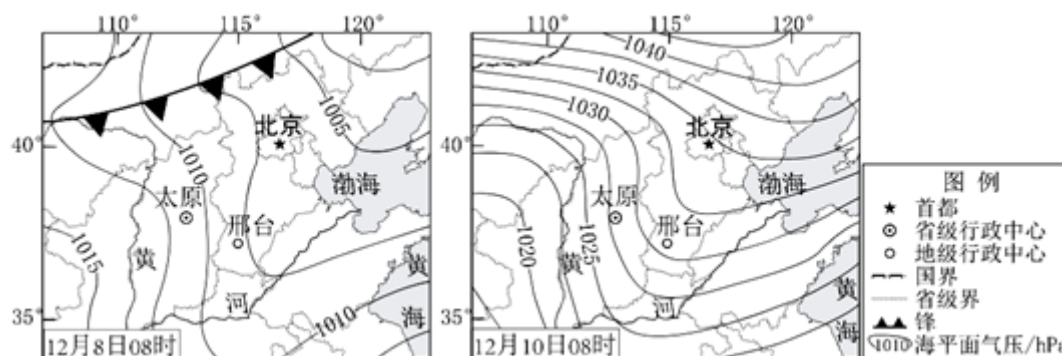 110° 115° 120°
40°
35°
1005
1010
1015
1010
北京
太原
邢台
渤海
黄
河
黄
海
12月8日08时
110° 115° 120°
40°
35°
1040
1035
1030
1025
1020
北京
太原
邢台
渤海
黄
河
黄
海
12月10日08时
图例
首都
省级行政中心
地级行政中心
国界
省级界
锋
1010 海平面气压/hPa